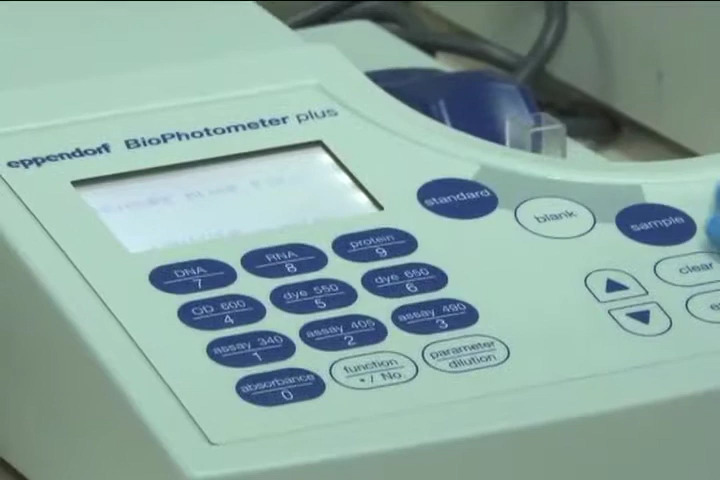 eppendorf BioPhotometer plus
standard
blank
sample
DNA
7
RNA
8
protein
9
OD 600
4
dye 550
5
dye 650
6
assay 340
1
assay 405
2
assay 490
3
absorbance
0
function
* / No.
parameter
dilution
clear